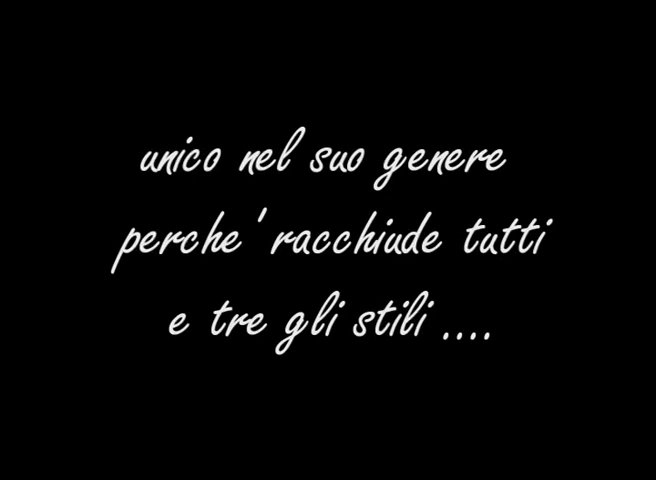 unico nel suo genere
perche' racchiude tutti
e tre gli stili ....